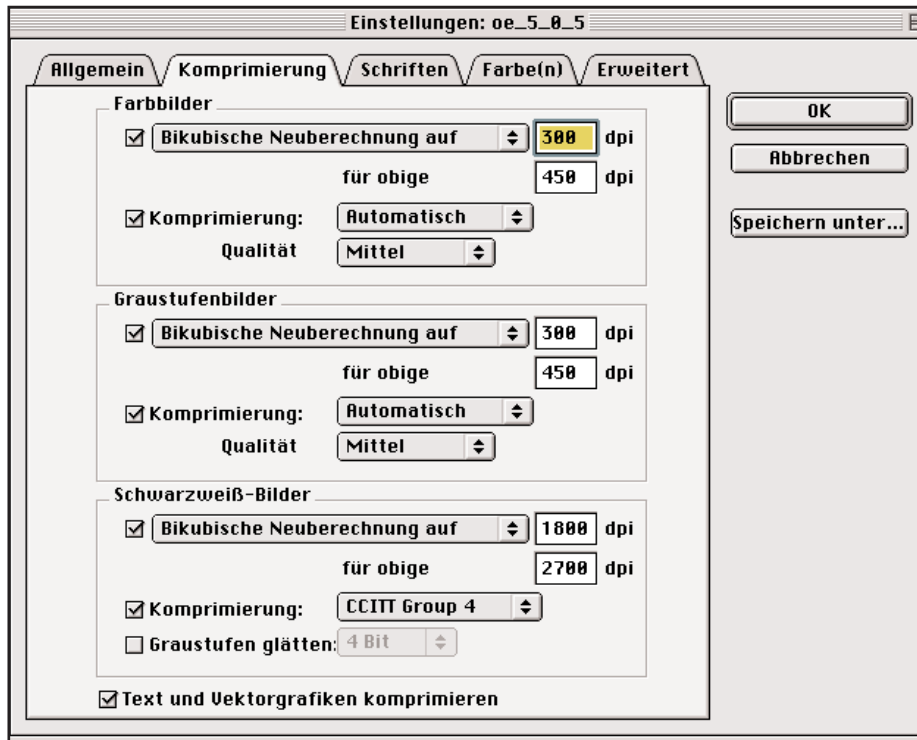 Einstellungen: oe_5_0_5
Allgemein Komprimierung Schriften Farbe(n) Erweitert
Farbbilder
Bikubische Neuberechnung auf 300 dpi
für obige 450 dpi
Komprimierung: Automatisch
Qualität Mittel
Graustufenbilder
Bikubische Neuberechnung auf 300 dpi
für obige 450 dpi
Komprimierung: Automatisch
Qualität Mittel
Schwarzweiß-Bilder
Bikubische Neuberechnung auf 1800 dpi
für obige 2700 dpi
Komprimierung: CCITT Group 4
Graustufen glätten: 4 Bit
Text und Vektorgrafiken komprimieren
OK
Abbrechen
Speichern unter...